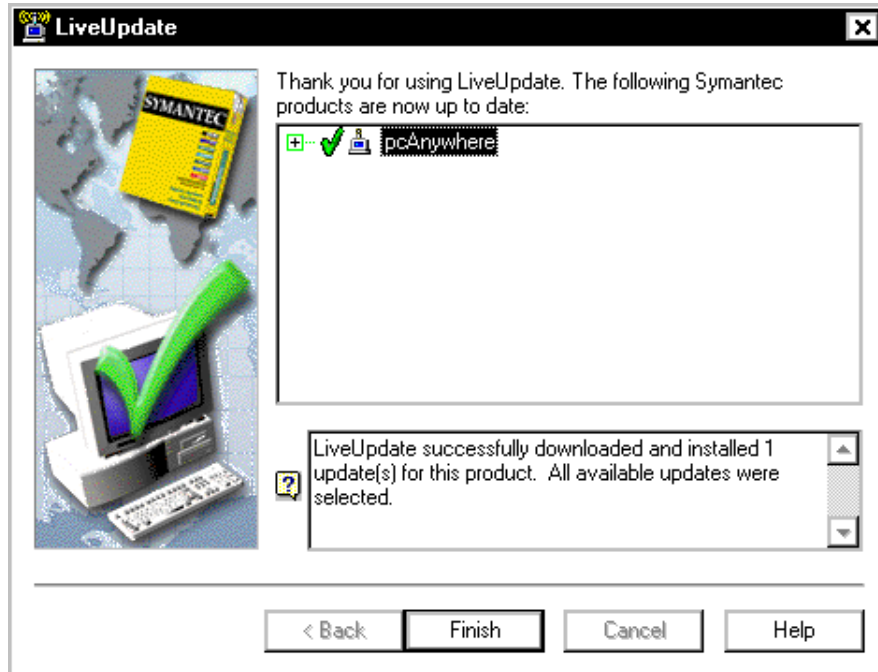 LiveUpdate
SYMANTEC
Thank you for using LiveUpdate. The following Symantec
products are now up to date:
pcAnywhere
LiveUpdate successfully downloaded and installed 1
update(s) for this product.  All available updates were
selected.
< Back
Finish
Cancel
Help